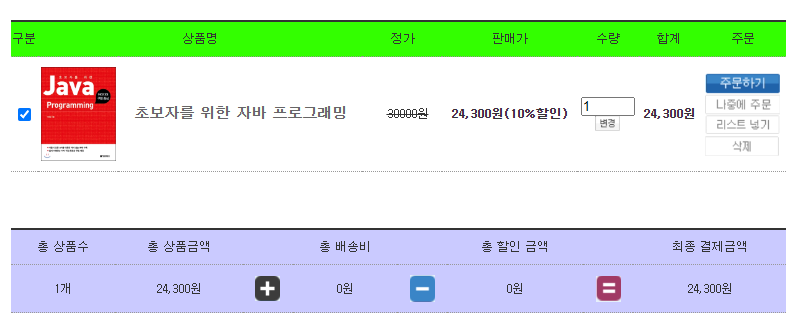 구분 상품명 정가 판매가 수량 합계 주문
Java
Programming
초보자를 위한 자바 프로그래밍 30000원 24,300원(10%할인) 1 24,300원
변경
주문하기
나중에 주문
리스트 넣기
삭제
총 상품수 총 상품금액 총 배송비 총 할인 금액 최종 결제금액
1개 24,300원 + 0원 - 0원 = 24,300원